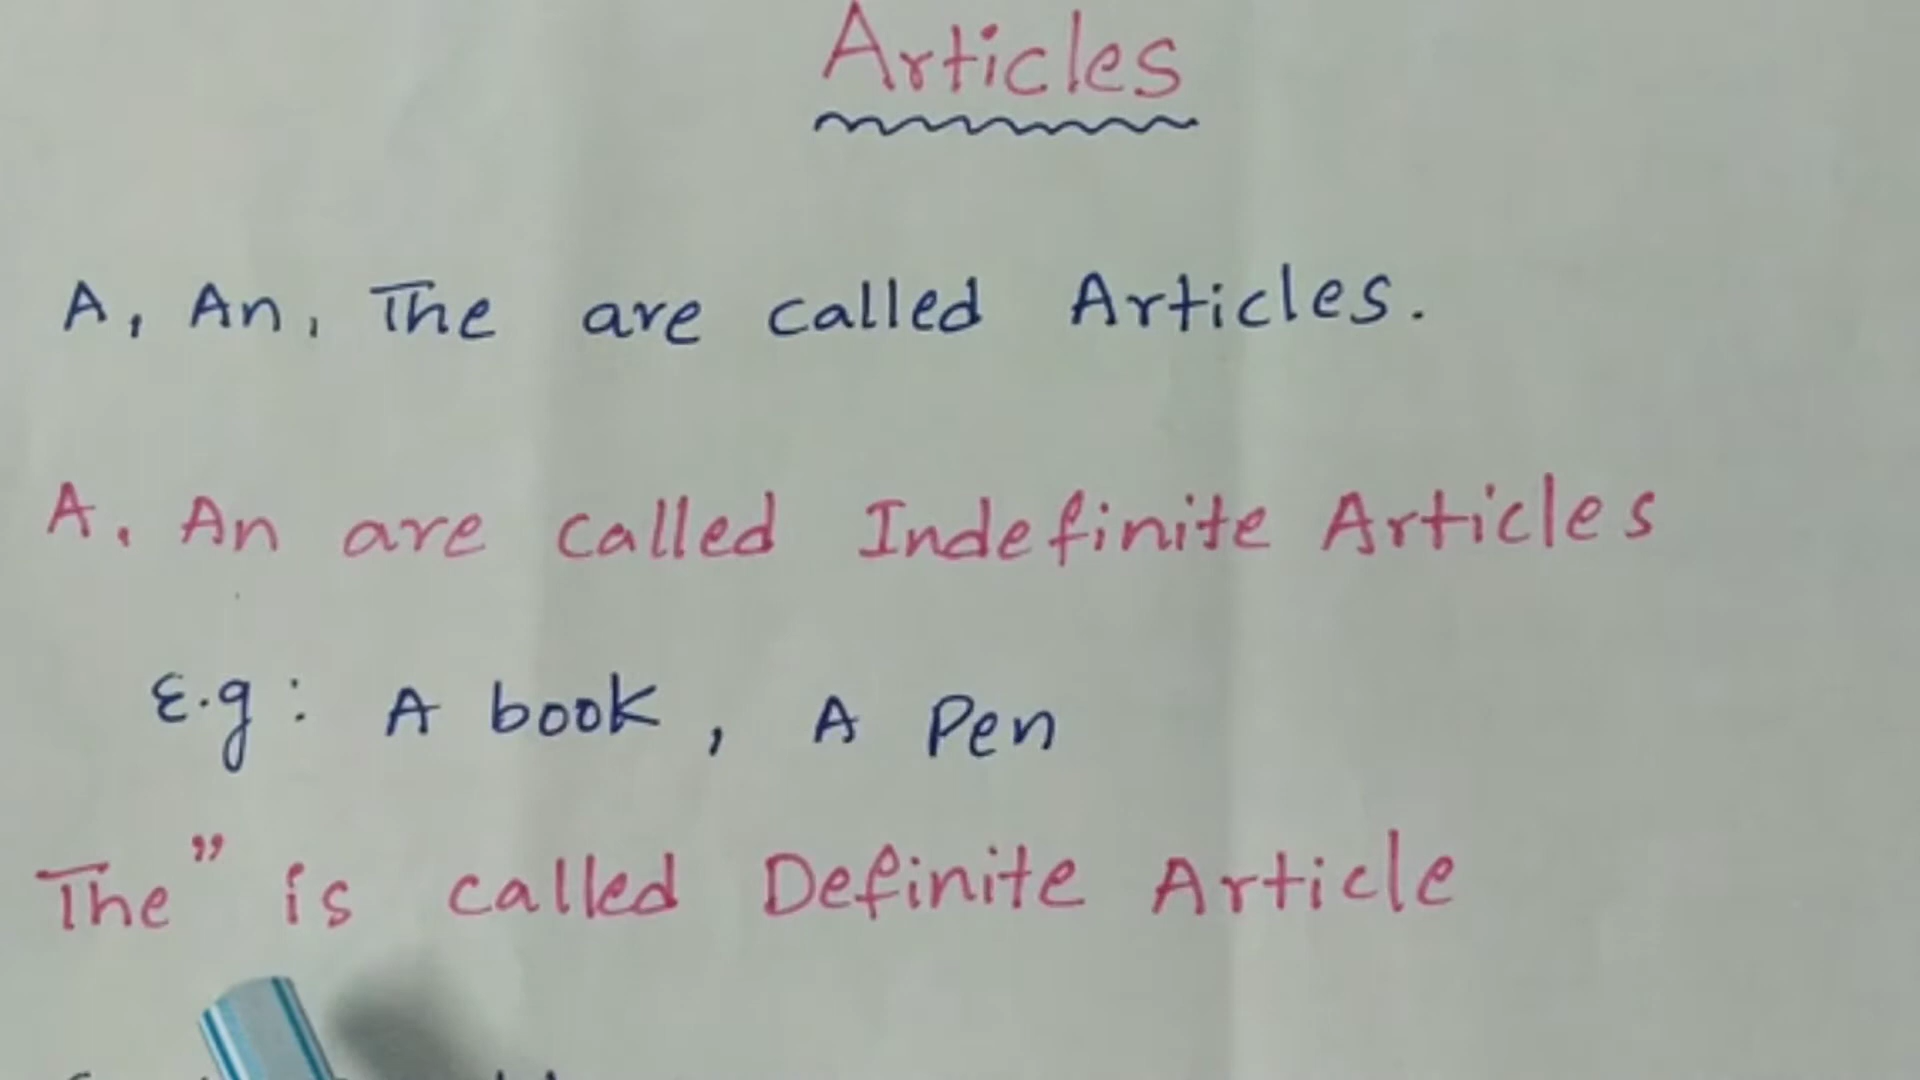 Articles
A, An, The are called Articles.
A, An are called Indefinite Articles
E.g: A book, A Pen
The” is called Definite Article